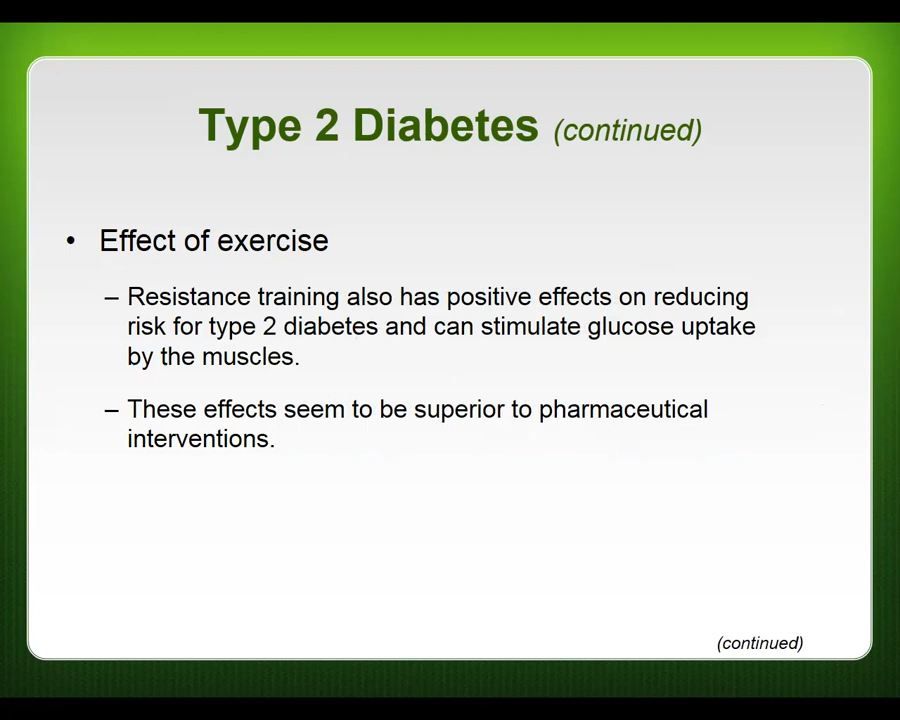 Type 2 Diabetes (continued)
• Effect of exercise
– Resistance training also has positive effects on reducing
risk for type 2 diabetes and can stimulate glucose uptake
by the muscles.
– These effects seem to be superior to pharmaceutical
interventions.
(continued)